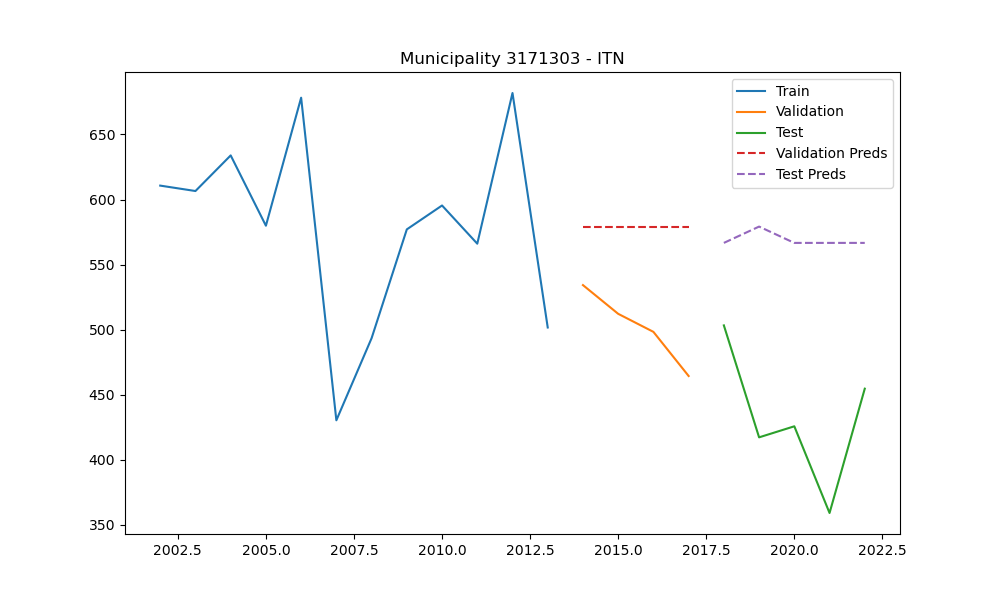 Municipality 3171303 - ITN
Train
Validation
Test
Validation Preds
Test Preds
650
600
550
500
450
400
350
2002.5 2005.0 2007.5 2010.0 2012.5 2015.0 2017.5 2020.0 2022.5